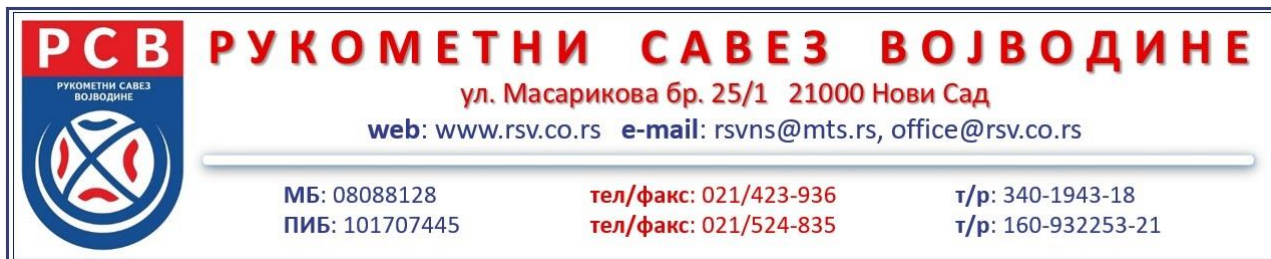 РСВ
РУКОМЕТНИ САВЕЗ
ВОЈВОДИНЕ
РУКОМЕТНИ САВЕЗ ВОЈВОДИНЕ
ул. Масарикова бр. 25/1 21000 Нови Сад
web: www.rsv.co.rs e-mail: rsvns@mts.rs, office@rsv.co.rs
МБ: 08088128 тел/факс: 021/423-936 т/р: 340-1943-18
ПИБ: 101707445 тел/факс: 021/524-835 т/р: 160-932253-21